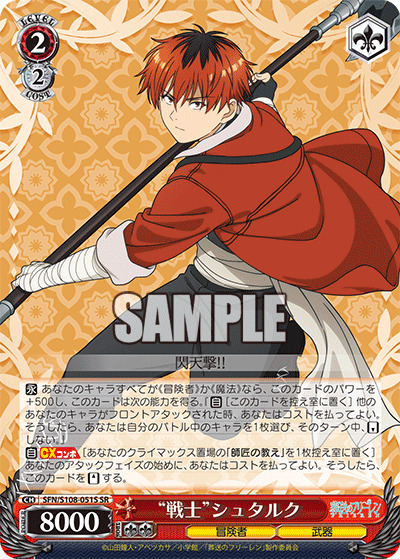 LEVEL
2
2
COST
SAMPLE
閃天撃!!
永 あなたのキャラすべてが《冒険者》か《魔法》なら、このカードのパワーを
+500し、このカードは次の能力を得る。『自 [このカードを控え室に置く] 他の
あなたのキャラがフロントアタックされた時、あなたはコストを払ってよい。
そうしたら、あなたは自分のバトル中のキャラを1枚選び、そのターン中、
しない。』
自 CXコンボ [あなたのクライマックス置場の「師匠の教え」を1枚控え室に置く]
あなたのアタックフェイズの始めに、あなたはコストを払ってよい。そうしたら、
このカードを
CH SFN/S108-051S SR
8000
“戦士”シュタルク
冒険者 武器
葬送のフリーレン
©山田鐘人・アベツカサ／小学館／「葬送のフリーレン」製作委員会